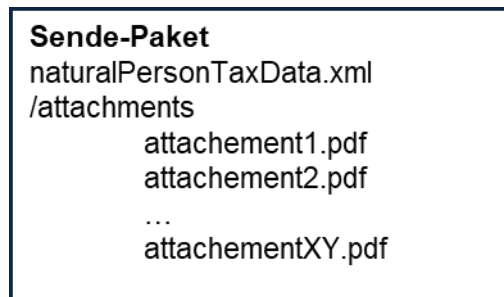 Sende-Paket
naturalPersonTaxData.xml
/attachments
attachement1.pdf
attachement2.pdf
…
attachementXY.pdf